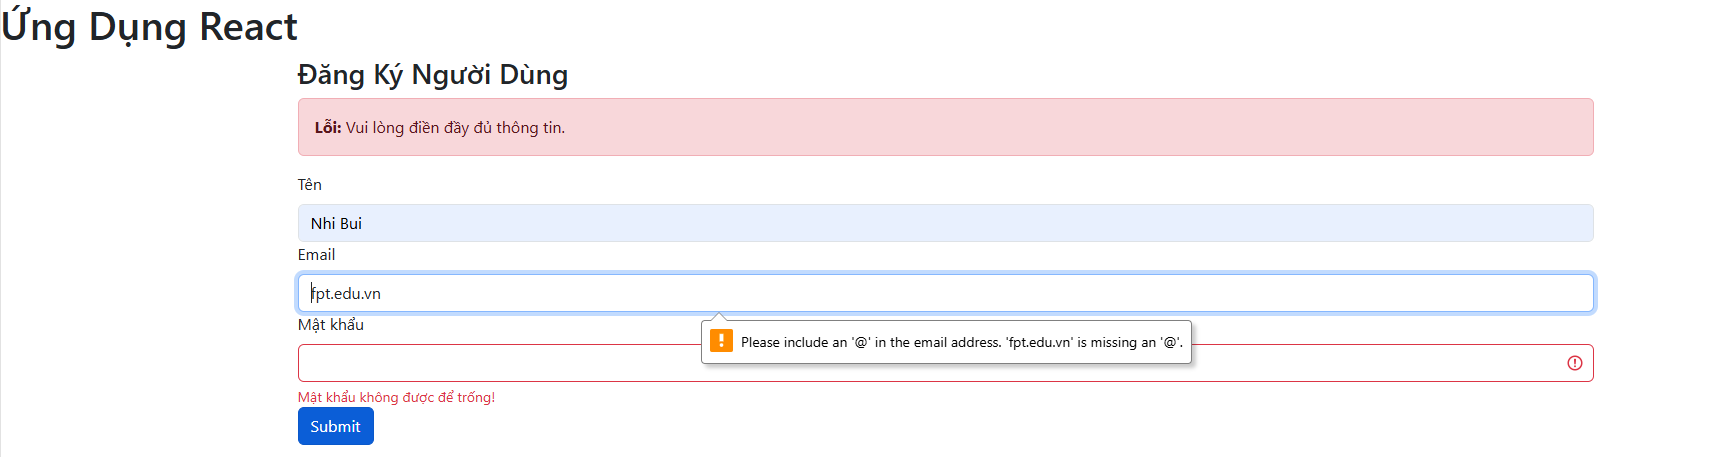 Ứng Dụng React
Đăng Ký Người Dùng
Lỗi: Vui lòng điền đầy đủ thông tin.
Tên
Nhi Bui
Email
fpt.edu.vn
Mật khẩu
Please include an '@' in the email address. 'fpt.edu.vn' is missing an '@'.
Mật khẩu không được để trống!
Submit